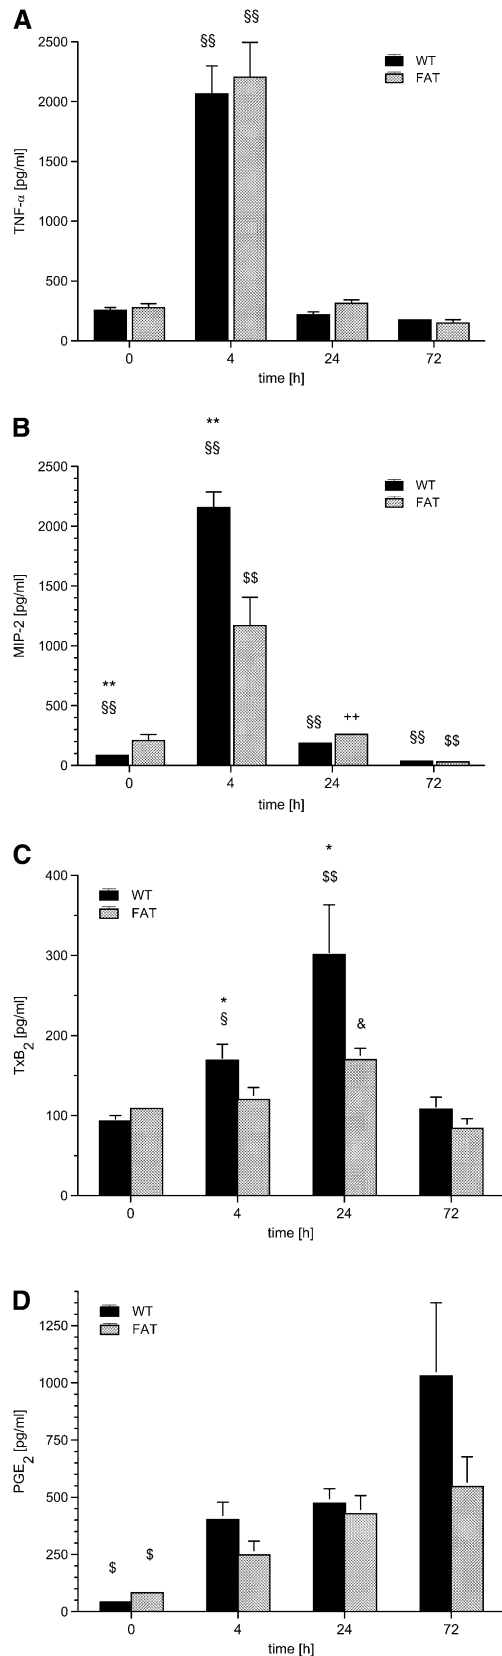 A
§§ §§
2500
WT
FAT
2000
1500
1000
500
0
TNF-α [pg/ml]
0 4 24 72
time [h]
B
**
§§
2500
WT
FAT
2000
$$
1500
1000
**
§§
500
§§ ++
§§ $$
0
MIP-2 [pg/ml]
0 4 24 72
time [h]
C
*
$$
400
WT
FAT
300
*
§
&
200
100
0
TxB2 [pg/ml]
0 4 24 72
time [h]
D
WT
FAT
1250
1000
750
500
$ $
250
0
PGE2 [pg/ml]
0 4 24 72
time [h]